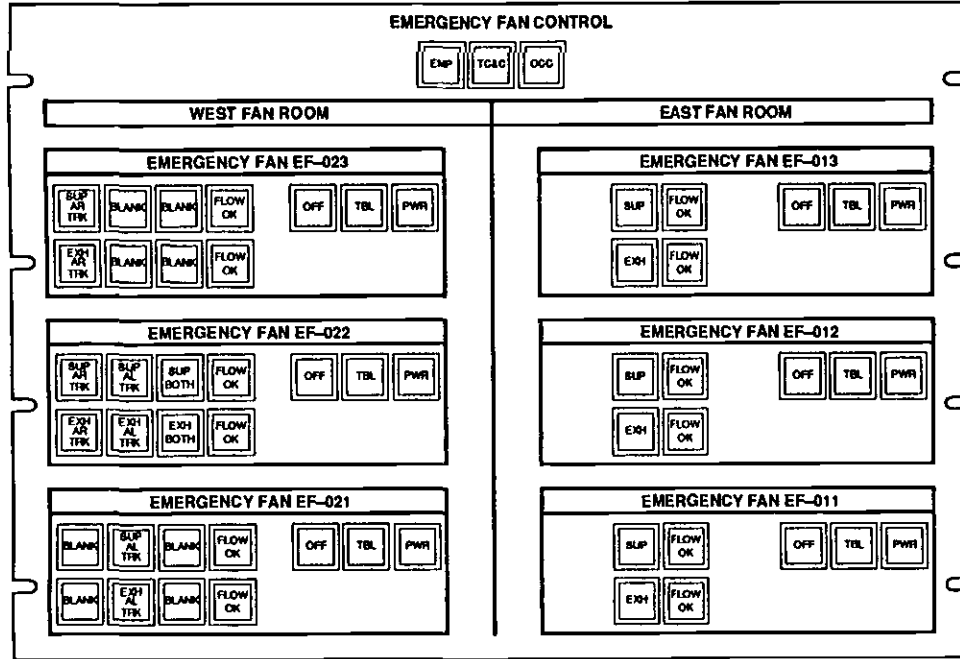 EMERGENCY FAN CONTROL
EMP TC&C OCC
WEST FAN ROOM
EMERGENCY FAN EF–023
SUP AR TRK BLANK BLANK FLOW OK OFF TBL PWR
EXH AR TRK BLANK BLANK FLOW OK
EMERGENCY FAN EF–022
SUP AR TRK SUP AL TRK SUP BOTH FLOW OK OFF TBL PWR
EXH AR TRK EXH AL TRK EXH BOTH FLOW OK
EMERGENCY FAN EF–021
BLANK SUP AL TRK BLANK FLOW OK OFF TBL PWR
BLANK EXH AL TRK BLANK FLOW OK
EAST FAN ROOM
EMERGENCY FAN EF–013
SUP FLOW OK OFF TBL PWR
EXH FLOW OK
EMERGENCY FAN EF–012
SUP FLOW OK OFF TBL PWR
EXH FLOW OK
EMERGENCY FAN EF–011
SUP FLOW OK OFF TBL PWR
EXH FLOW OK